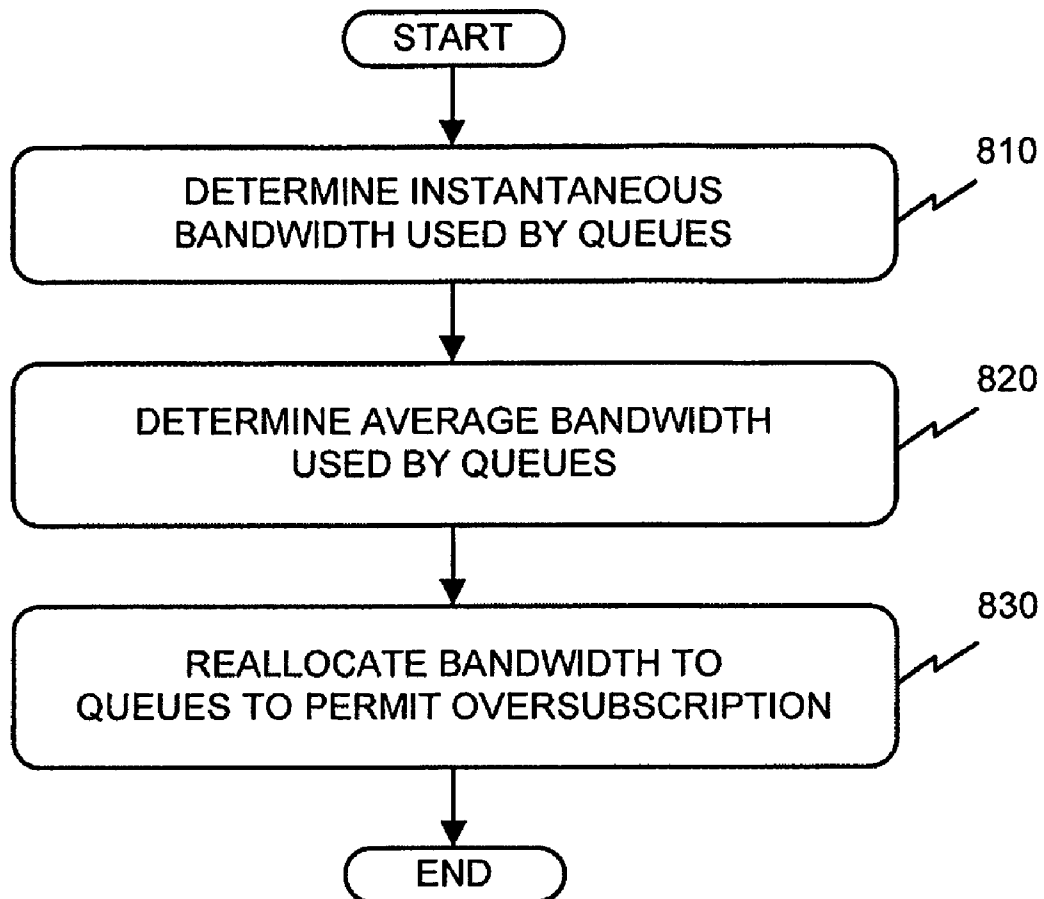 START
810
DETERMINE INSTANTANEOUS
BANDWIDTH USED BY QUEUES
820
DETERMINE AVERAGE BANDWIDTH
USED BY QUEUES
830
REALLOCATE BANDWIDTH TO
QUEUES TO PERMIT OVERSUBSCRIPTION
END